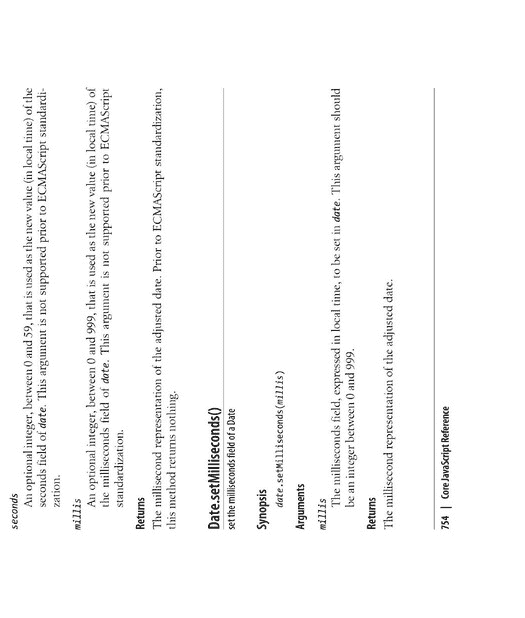 seconds
An optional integer, between 0 and 59, that is used as the new value (in local time) of the
seconds field of date. This argument is not supported prior to ECMAScript standardi-
zation.
millis
An optional integer, between 0 and 999, that is used as the new value (in local time) of
the milliseconds field of date. This argument is not supported prior to ECMAScript
standardization.
Returns
The millisecond representation of the adjusted date. Prior to ECMAScript standardization,
this method returns nothing.
Date.setMilliseconds()
set the milliseconds field of a Date
Synopsis
date.setMilliseconds(millis)
Arguments
millis
The milliseconds field, expressed in local time, to be set in date. This argument should
be an integer between 0 and 999.
Returns
The millisecond representation of the adjusted date.
754 | Core JavaScript Reference